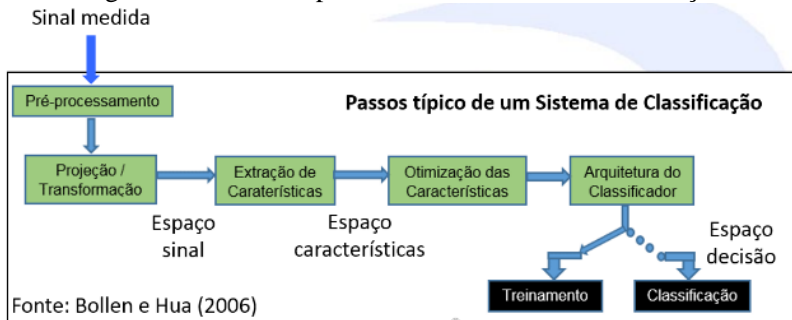 Sinal medida
Pré-processamento
Passos típico de um Sistema de Classificação
Projeção /
Transformação
Extração de
Caraterísticas
Otimização das
Características
Arquitetura do
Classificador
Espaço
sinal
Espaço
características
Espaço
decisão
Treinamento
Classificação
Fonte: Bollen e Hua (2006)